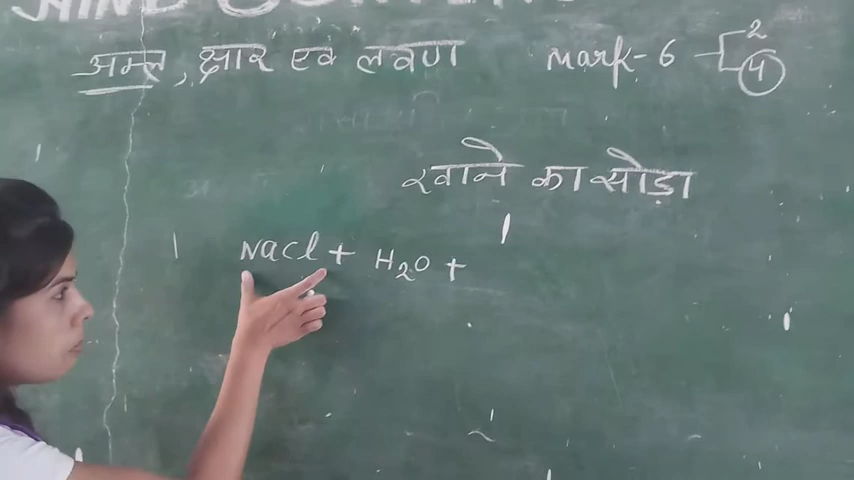 अम्ल, क्षार एवं लवण mark-6 2 4
खाने का सोडा
NaCl + H2O +